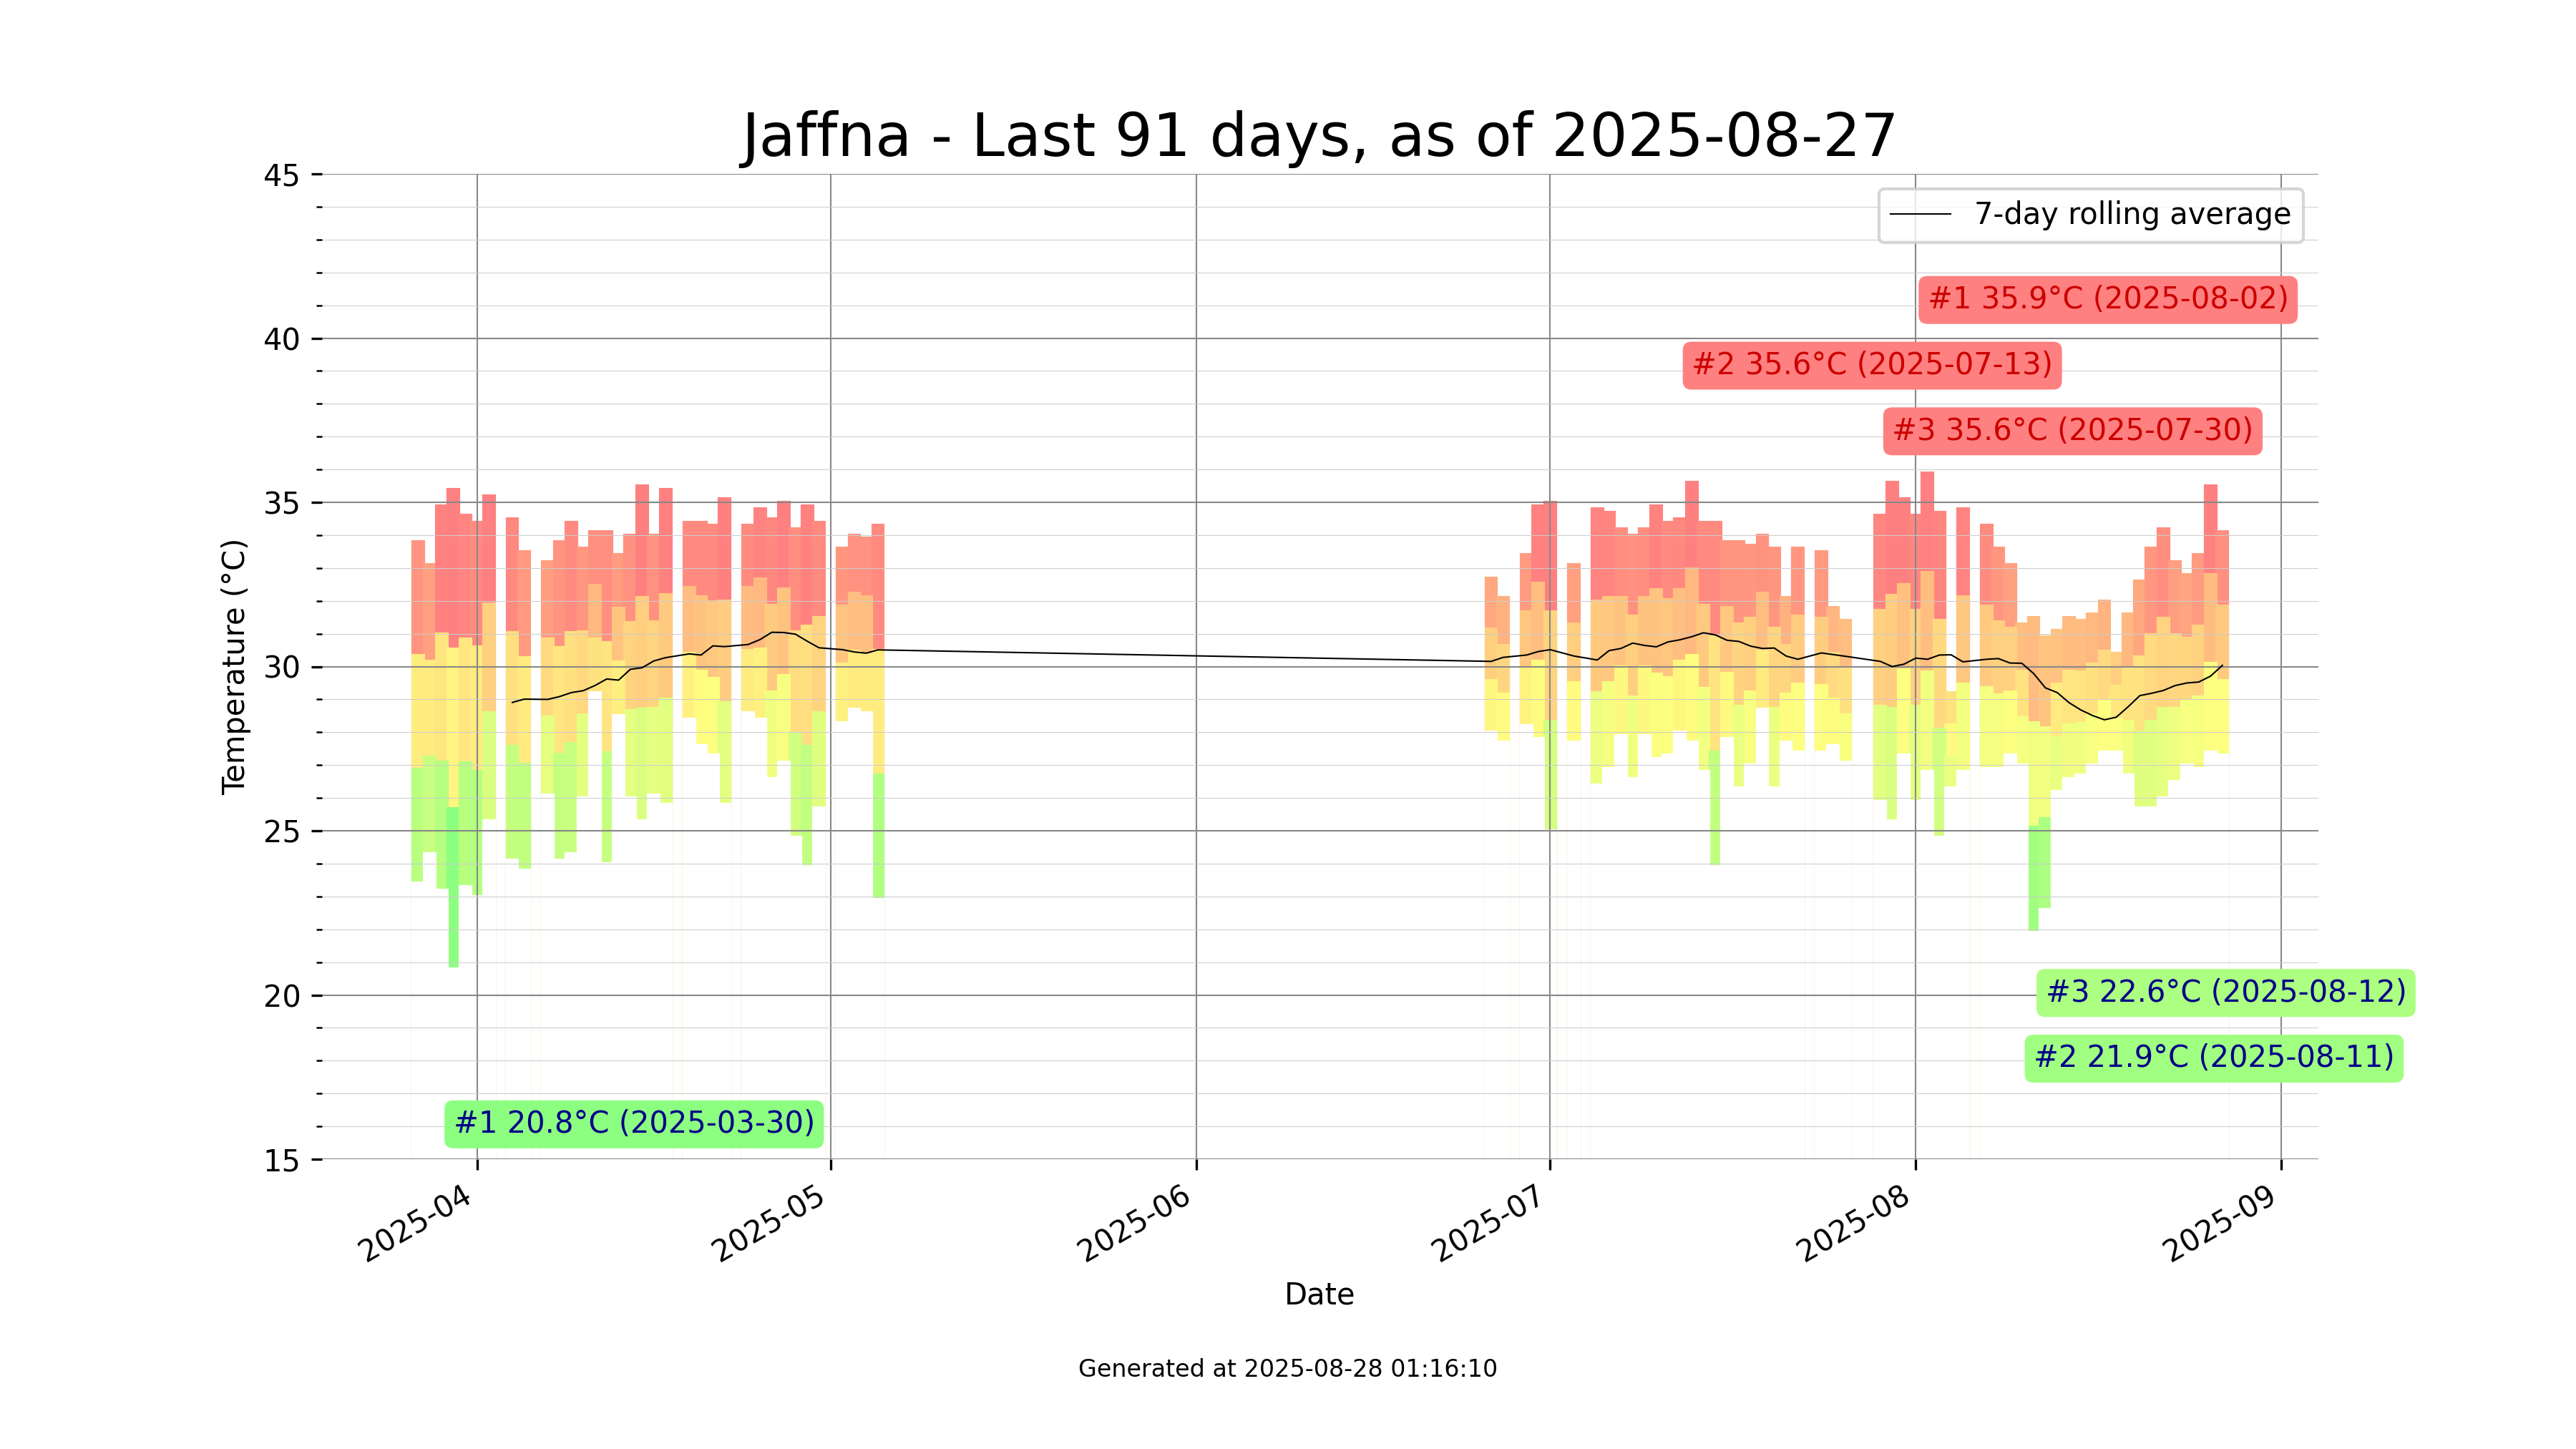 Jaffna - Last 91 days, as of 2025-08-27
7-day rolling average
#1 35.9°C (2025-08-02)
#2 35.6°C (2025-07-13)
#3 35.6°C (2025-07-30)
45
40
35
30
25
20
15
Temperature (°C)
#3 22.6°C (2025-08-12)
#2 21.9°C (2025-08-11)
#1 20.8°C (2025-03-30)
2025-04
2025-05
2025-06
2025-07
2025-08
2025-09
Date
Generated at 2025-08-28 01:16:10